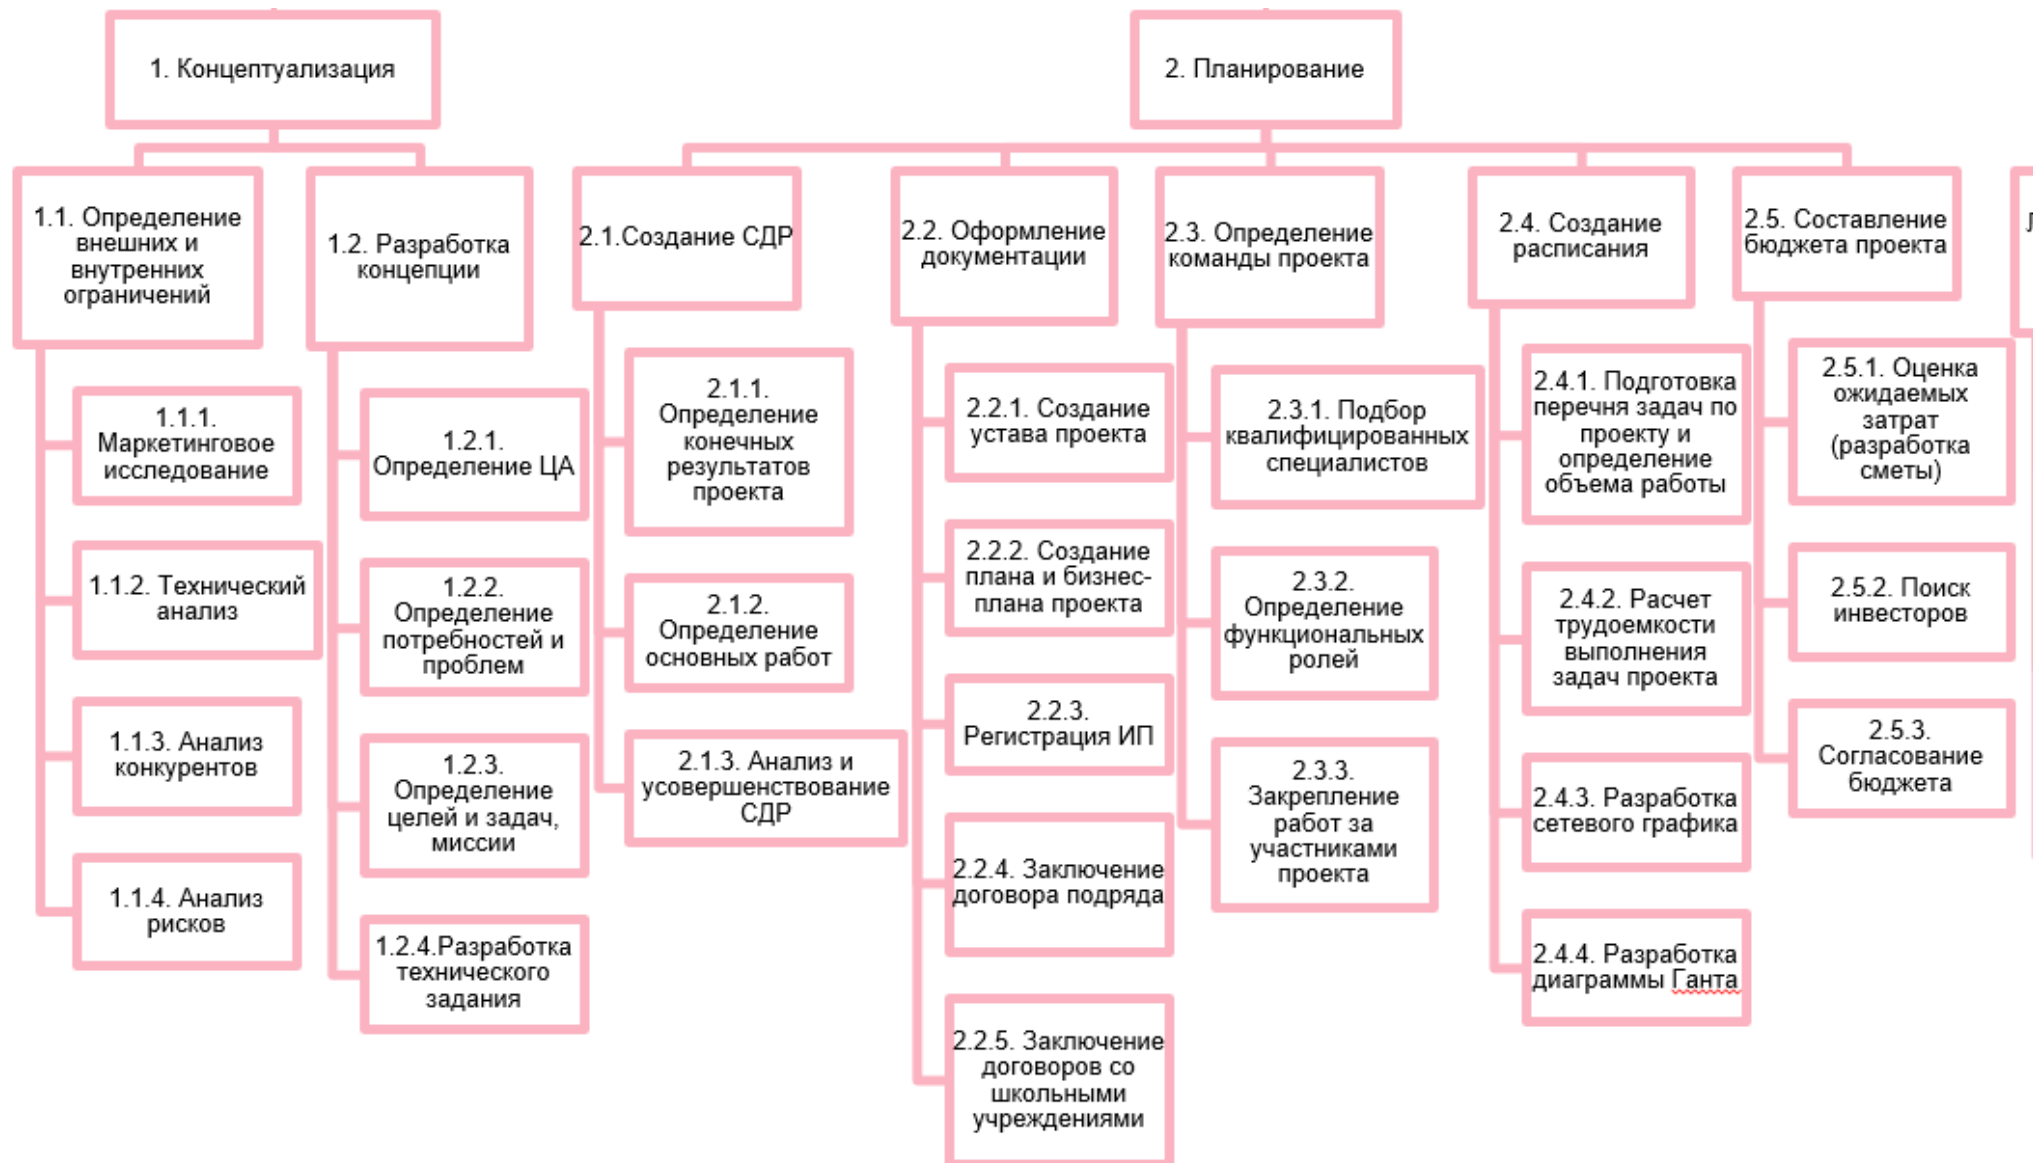 1. Концептуализация
2. Планирование
1.1. Определение
внешних и
внутренних
ограничений
1.2. Разработка
концепции
2.1.Создание СДР
2.2. Оформление
документации
2.3. Определение
команды проекта
2.4. Создание
расписания
2.5. Составление
бюджета проекта
1.1.1.
Маркетинговое
исследование
1.1.2. Технический
анализ
1.1.3. Анализ
конкурентов
1.1.4. Анализ
рисков
1.2.1.
Определение ЦА
1.2.2.
Определение
потребностей и
проблем
1.2.3.
Определение
целей и задач,
миссии
1.2.4.Разработка
технического
задания
2.1.1.
Определение
конечных
результатов
проекта
2.1.2.
Определение
основных работ
2.1.3. Анализ и
усовершенствование
СДР
2.2.1. Создание
устава проекта
2.2.2. Создание
плана и бизнес-
плана проекта
2.2.3.
Регистрация ИП
2.2.4. Заключение
договора подряда
2.2.5. Заключение
договоров со
школьными
учреждениями
2.3.1. Подбор
квалифицированных
специалистов
2.3.2.
Определение
функциональных
ролей
2.3.3.
Закрепление
работ за
участниками
проекта
2.4.1. Подготовка
перечня задач по
проекту и
определение
объема работы
2.4.2. Расчет
трудоемкости
выполнения
задач проекта
2.4.3. Разработка
сетевого графика
2.4.4. Разработка
диаграммы Ганта
2.5.1. Оценка
ожидаемых
затрат
(разработка
сметы)
2.5.2. Поиск
инвесторов
2.5.3.
Согласование
бюджета